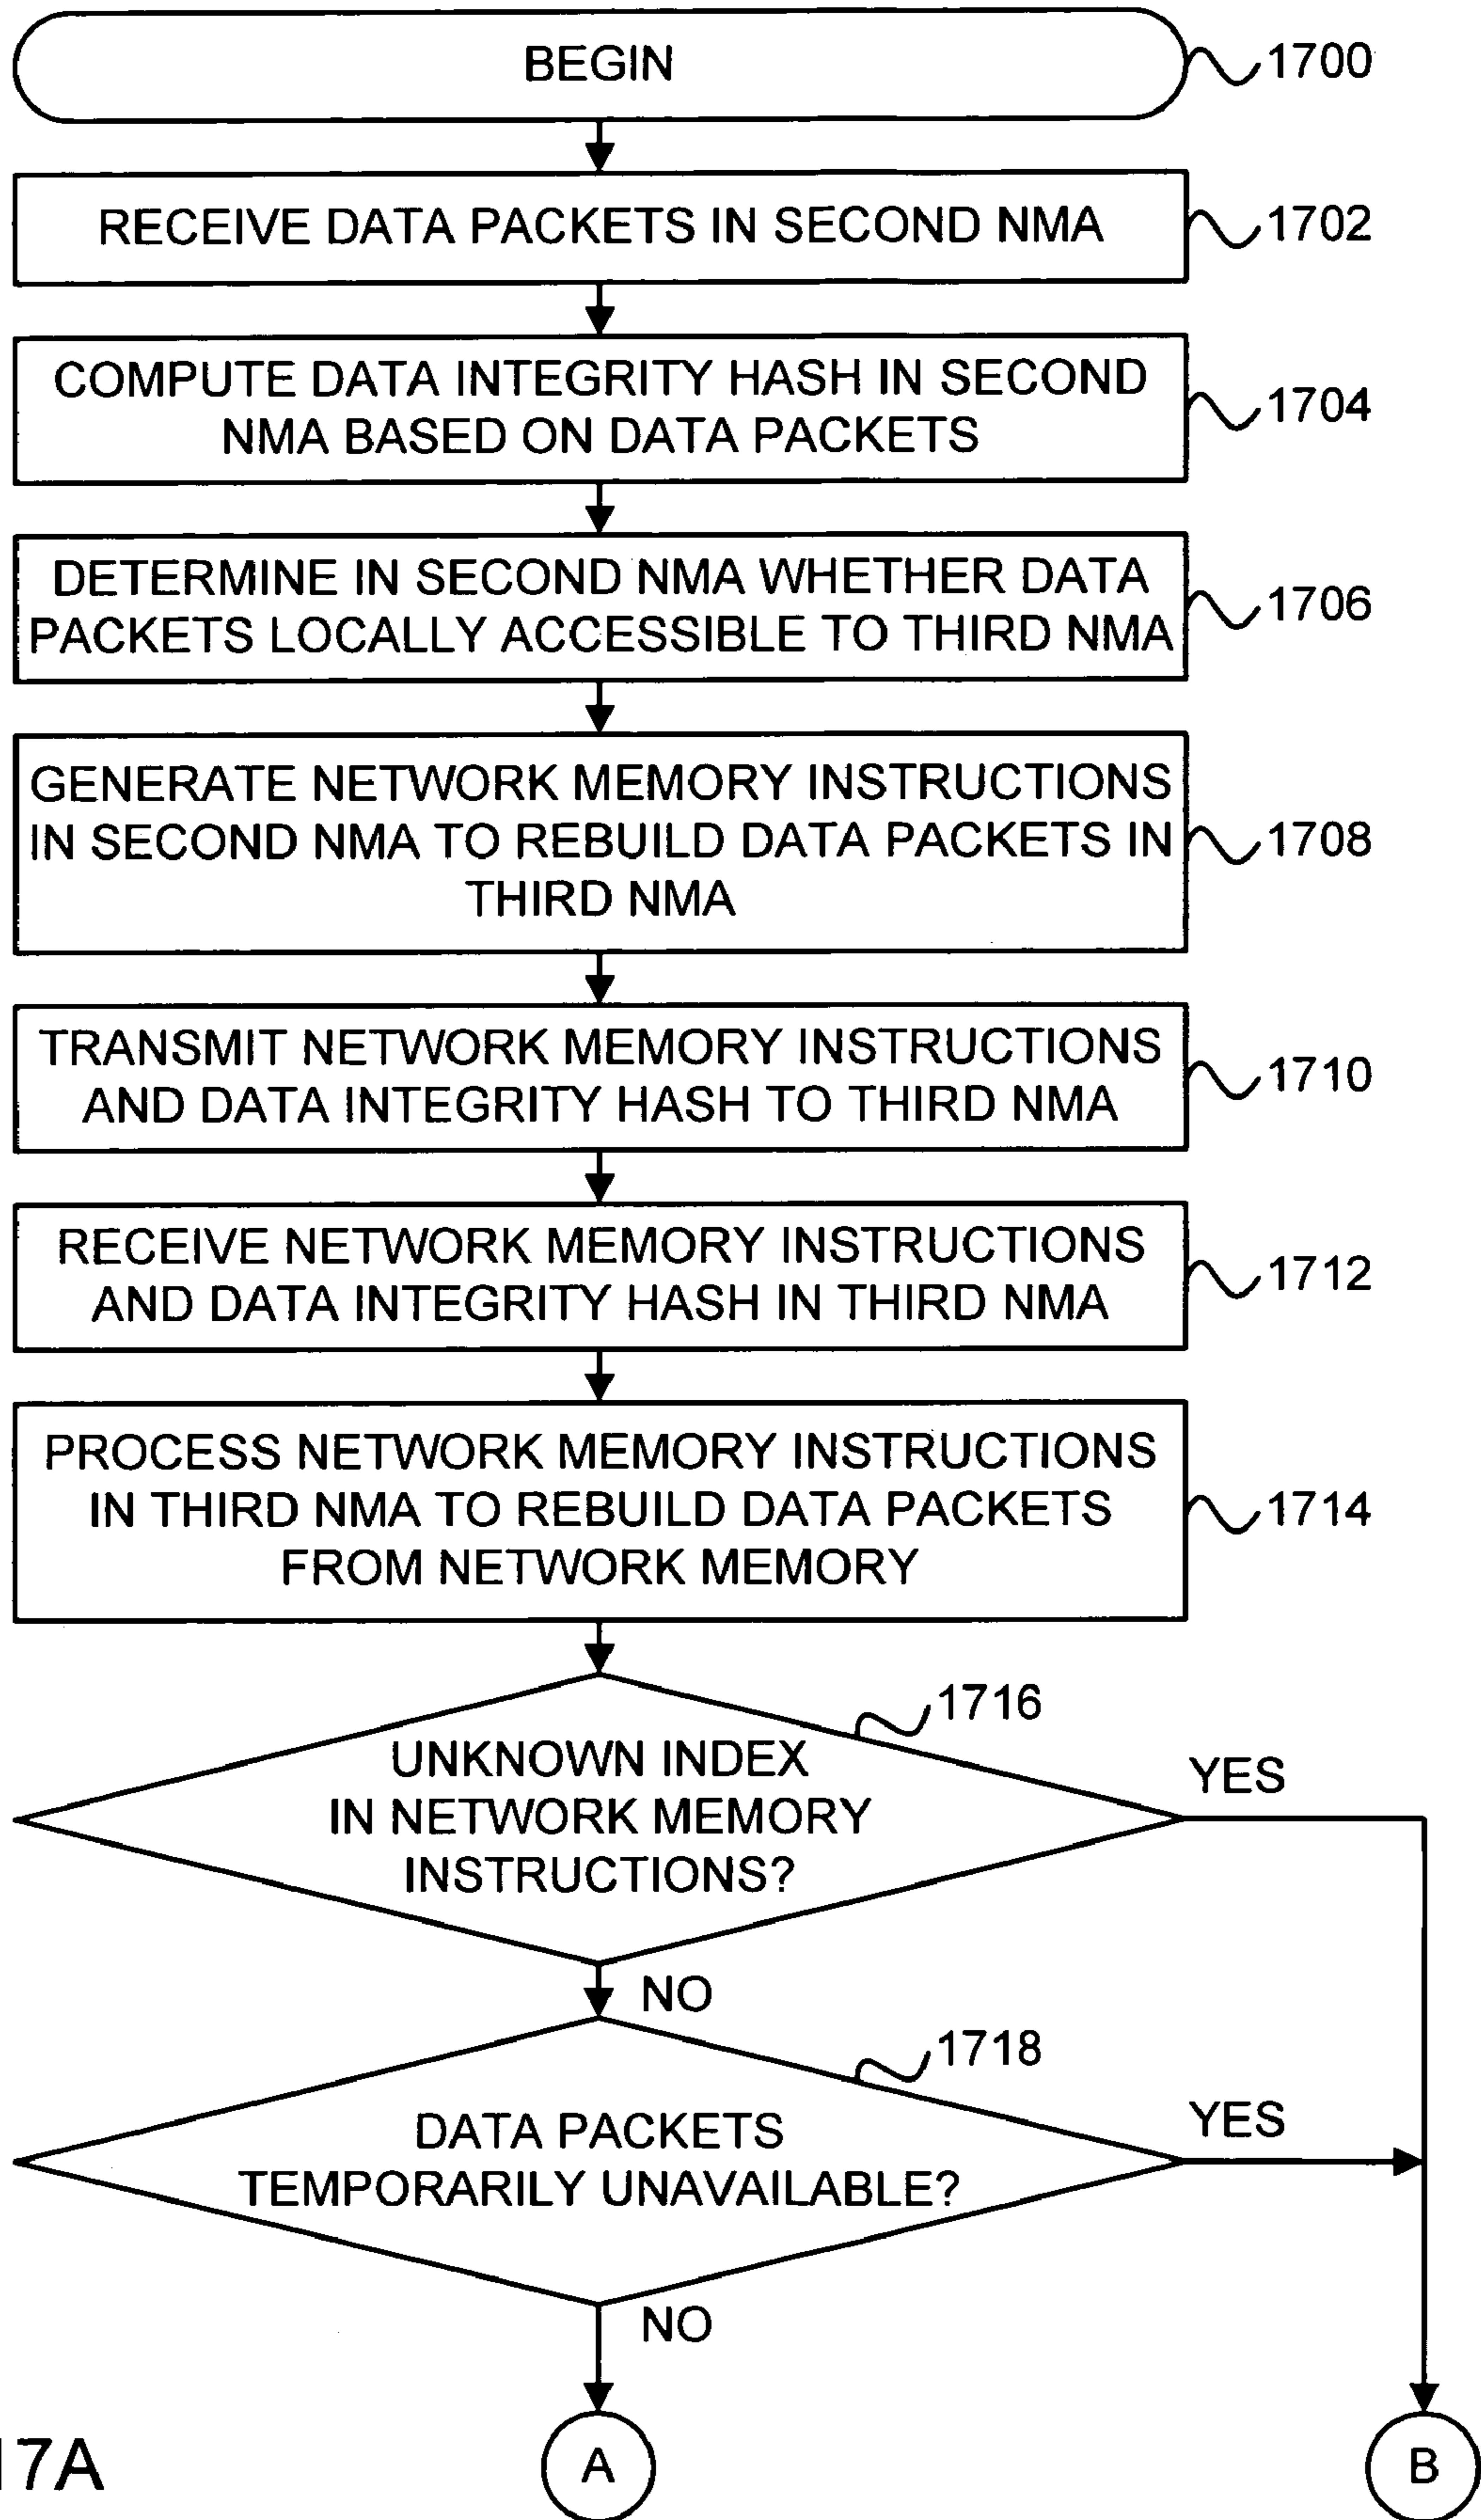 BEGIN
1700
RECEIVE DATA PACKETS IN SECOND NMA
1702
COMPUTE DATA INTEGRITY HASH IN SECOND
NMA BASED ON DATA PACKETS
1704
DETERMINE IN SECOND NMA WHETHER DATA
PACKETS LOCALLY ACCESSIBLE TO THIRD NMA
1706
GENERATE NETWORK MEMORY INSTRUCTIONS
IN SECOND NMA TO REBUILD DATA PACKETS IN
THIRD NMA
1708
TRANSMIT NETWORK MEMORY INSTRUCTIONS
AND DATA INTEGRITY HASH TO THIRD NMA
1710
RECEIVE NETWORK MEMORY INSTRUCTIONS
AND DATA INTEGRITY HASH IN THIRD NMA
1712
PROCESS NETWORK MEMORY INSTRUCTIONS
IN THIRD NMA TO REBUILD DATA PACKETS
FROM NETWORK MEMORY
1714
1716
UNKNOWN INDEX
IN NETWORK MEMORY
INSTRUCTIONS?
YES
NO
1718
DATA PACKETS
TEMPORARILY UNAVAILABLE?
YES
NO
17A
A
B